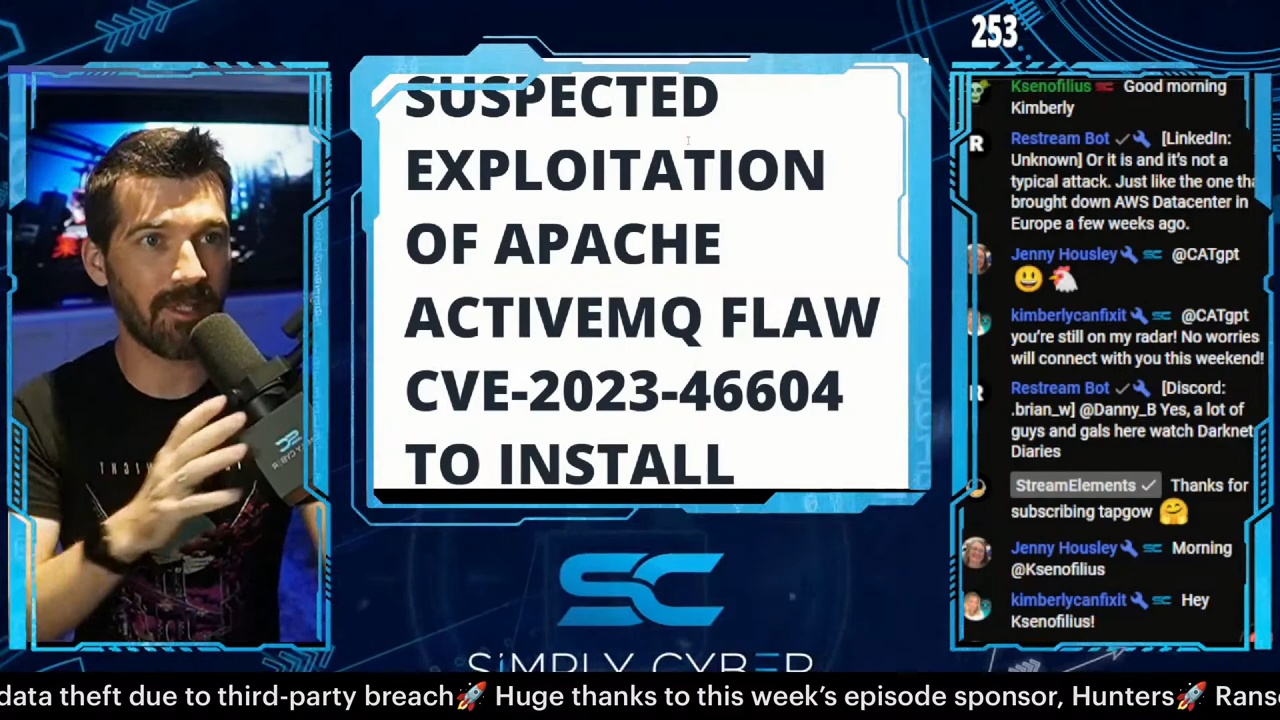 253
SUSPECTED
EXPLOITATION
OF APACHE
ACTIVEMQ FLAW
CVE-2023-46604
TO INSTALL
SC
SIMPLY CYBER
Ksenofilius Good morning
Kimberly
Restream Bot [LinkedIn:
Unknown] Or it is and it's not a
typical attack. Just like the one tha
brought down AWS Datacenter in
Europe a few weeks ago.
Jenny Housley @CATgpt
😃 🐔
kimberlycanfixit @CATgpt
you're still on my radar! No worries
will connect with you this weekend!
Restream Bot [Discord:
.brian_w] @Danny_B Yes, a lot of
guys and gals here watch Darknet
Diaries
StreamElements Thanks for
subscribing tapgow 🤗
Jenny Housley Morning
@Ksenofilius
kimberlycanfixit Hey
Ksenofilius!
data theft due to third-party breach🚀 Huge thanks to this week's episode sponsor, Hunters🚀 Rans